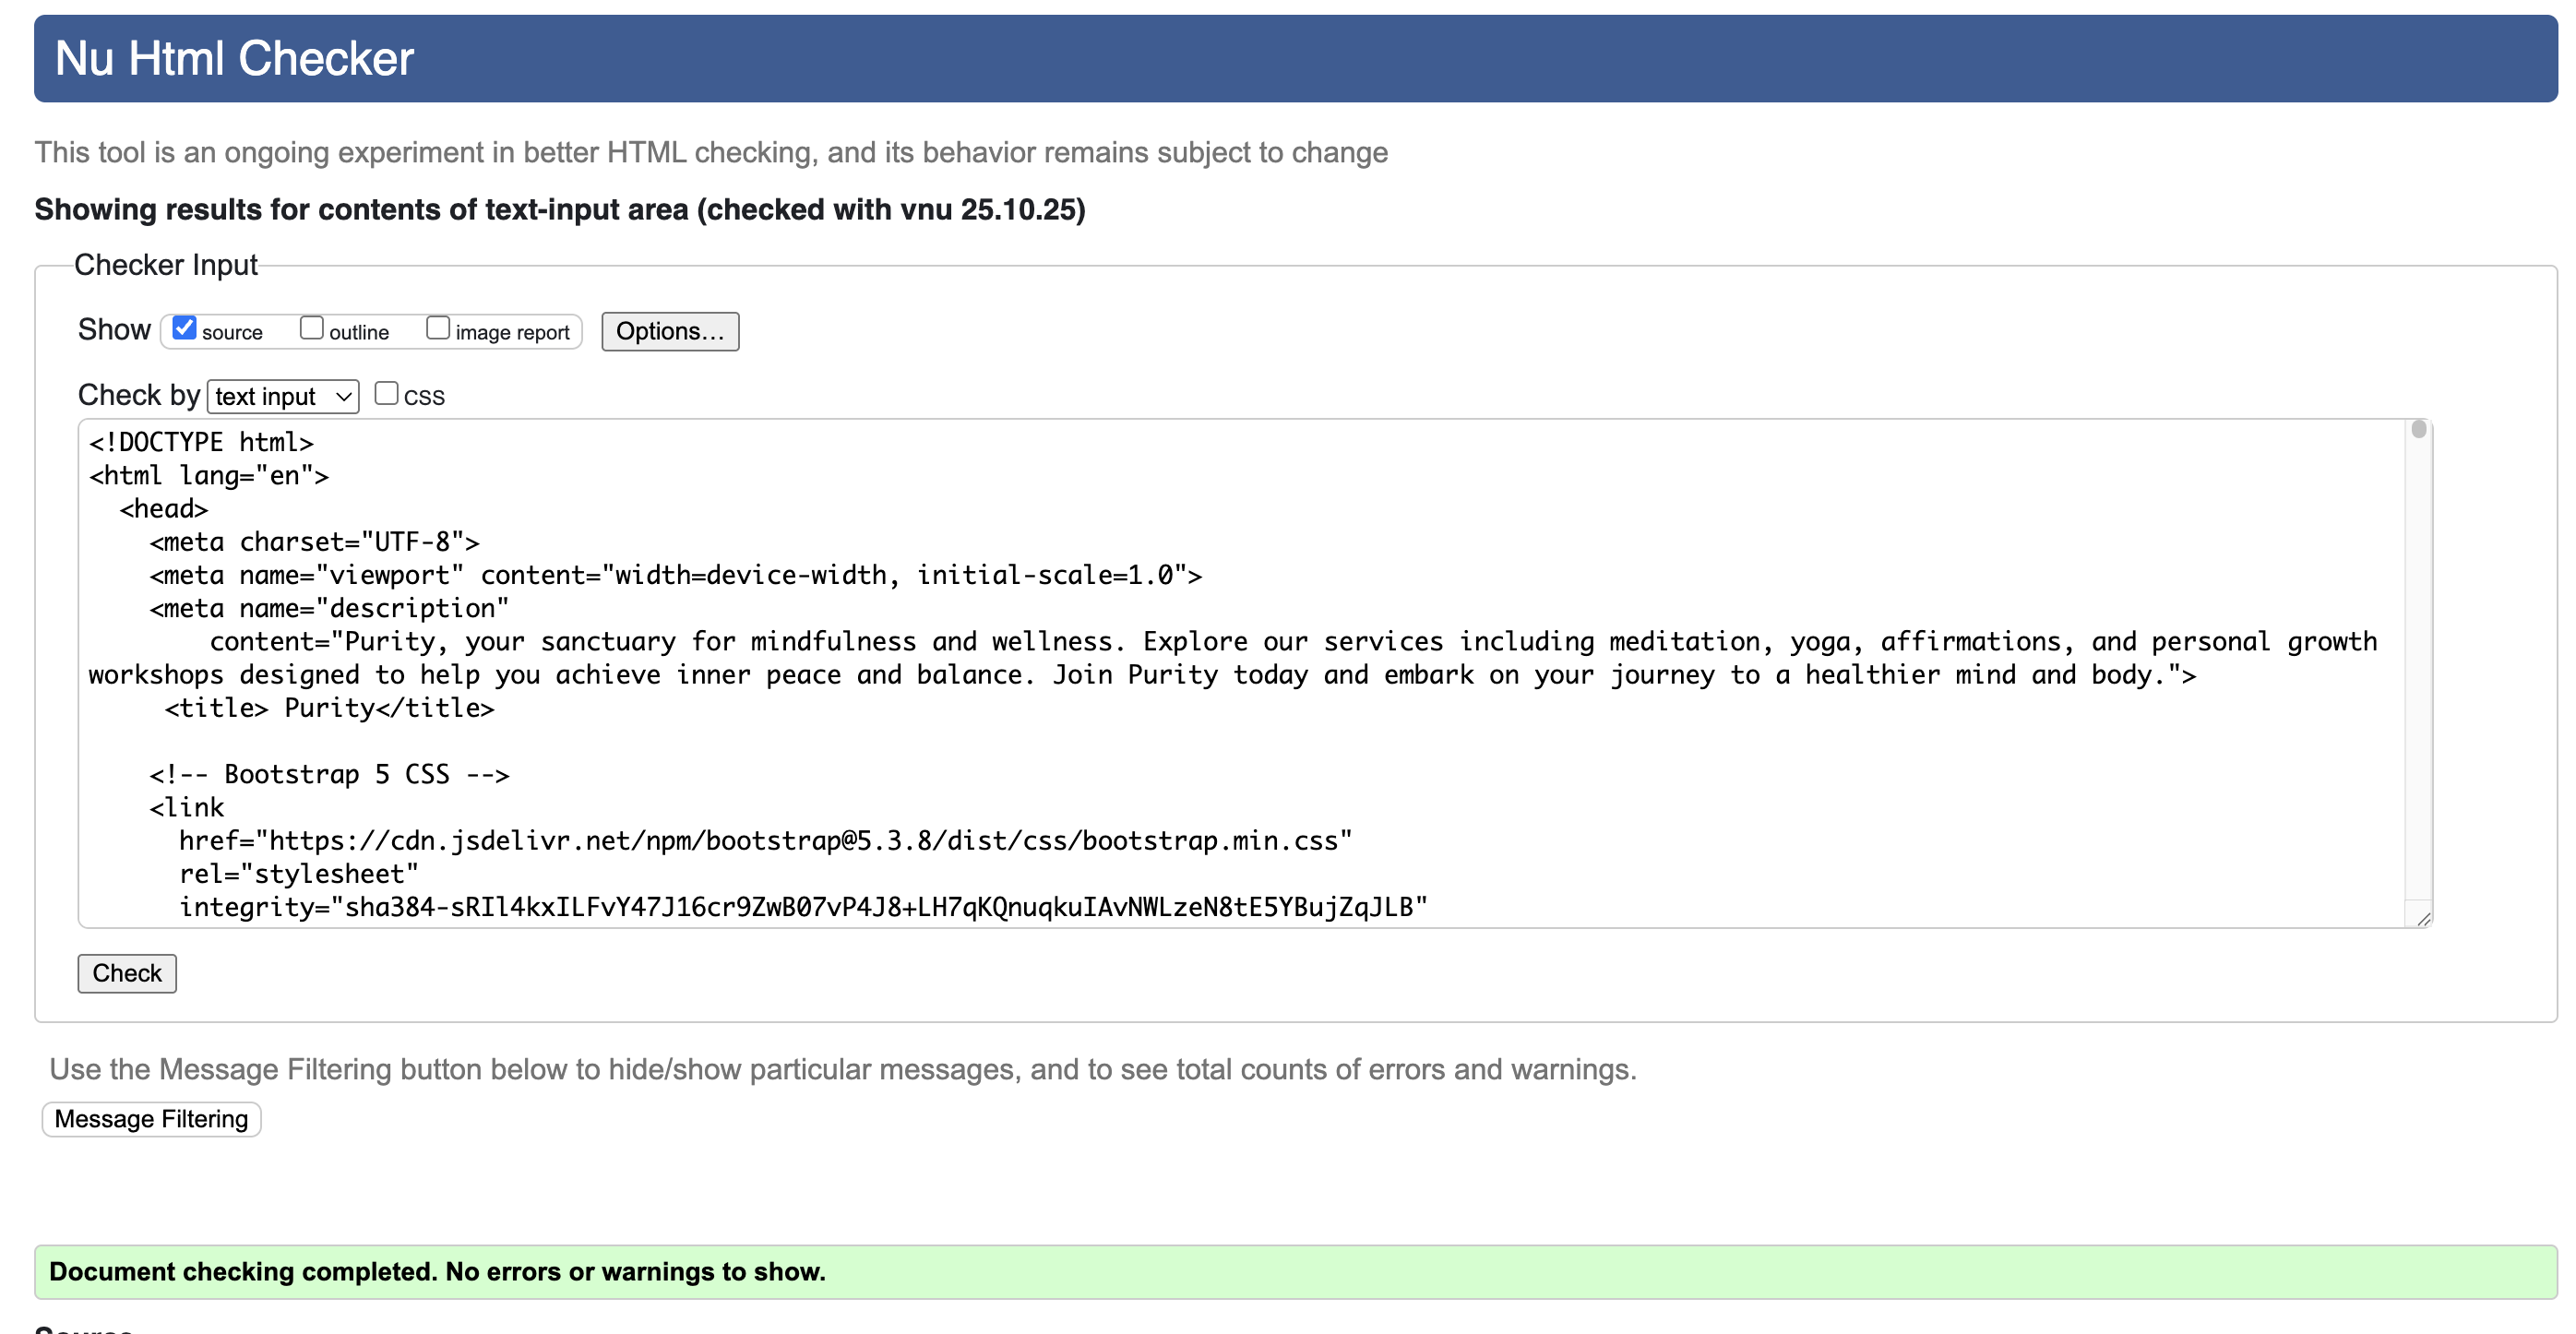 Nu Html Checker
This tool is an ongoing experiment in better HTML checking, and its behavior remains subject to change
Showing results for contents of text-input area (checked with vnu 25.10.25)
Checker Input
Show source outline image report Options…
Check by text input css
<!DOCTYPE html>
<html lang="en">
  <head>
    <meta charset="UTF-8">
    <meta name="viewport" content="width=device-width, initial-scale=1.0">
    <meta name="description"
        content="Purity, your sanctuary for mindfulness and wellness. Explore our services including meditation, yoga, affirmations, and personal growth
workshops designed to help you achieve inner peace and balance. Join Purity today and embark on your journey to a healthier mind and body.">
     <title> Purity</title>
    <!-- Bootstrap 5 CSS -->
    <link
      href="https://cdn.jsdelivr.net/npm/bootstrap@5.3.8/dist/css/bootstrap.min.css"
      rel="stylesheet"
      integrity="sha384-sRIl4kxILFvY47J16cr9ZwB07vP4J8+LH7qKQnuqkuIAvNWLzeN8tE5YBujZqJLB"
Check
Use the Message Filtering button below to hide/show particular messages, and to see total counts of errors and warnings.
Message Filtering
Document checking completed. No errors or warnings to show.
Source